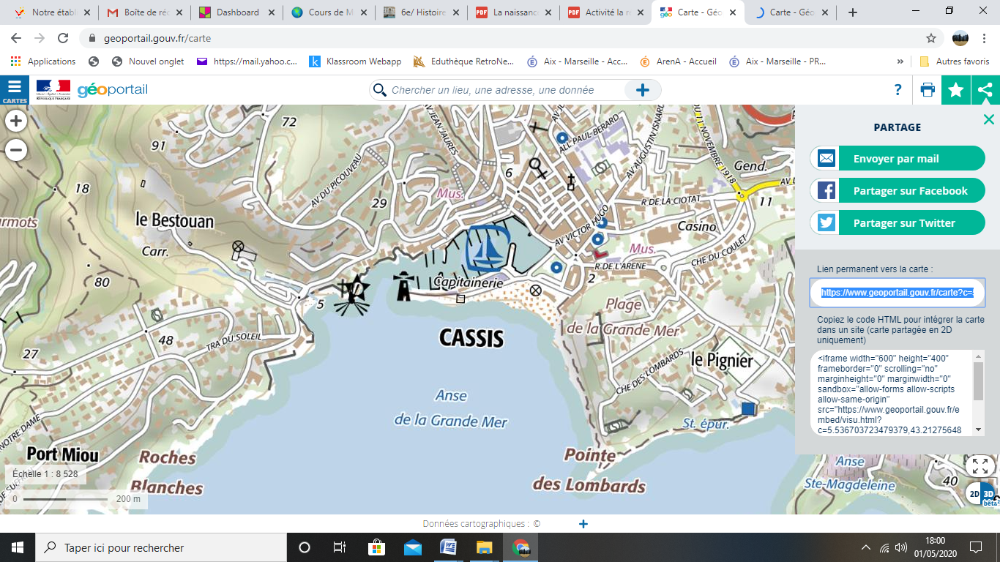 Notre étab
Boîte de réc
Dashboard
Cours de M
6e/ Histoire
La naissanc
Activité la r
Carte - Géo
Carte - Géo
geoportail.gouv.fr/carte
Applications
Nouvel onglet
https://mail.yahoo.c...
Klassroom Webapp
Eduthèque RetroNe...
Aix - Marseille - Acc...
ArenA - Accueil
Aix - Marseille - PR...
»
Autres favoris
CARTES
RÉPUBLIQUE FRANÇAISE
géoportail
Chercher un lieu, une adresse, une donnée
?
72
91
18
le Bestouan
Carr.
80
5
48
27
TRA DU SOLEIL
NOTRE-DAME
Port Miou
Roches
Blanches
AV DU PICOUVEAU
AV JEAN JAURES
29
Mus.
6
ALL PAUL BERARD
AV AUGUSTIN ISNARD
DU 11 NOVEMBRE 1918
Gend.
11
R DE LA CIOTAT
AV VICTOR HUGO
Casino
Mus.
CHE DU COULET
R DE L'ARENE
2
Capitainerie
Plage
de la Grande Mer
CASSIS
le Pignier
CHE DES LOMBARDS
Anse
de la Grande Mer
St. épur.
Pointe
des Lombards
Anse
Ste-Magdeleine
40
Échelle 1 : 8 528
0 200 m
PARTAGE
Envoyer par mail
Partager sur Facebook
Partager sur Twitter
Lien permanent vers la carte :
https://www.geoportail.gouv.fr/carte?c=
Copiez le code HTML pour intégrer la carte
dans un site (carte partagée en 2D
uniquement)
<iframe width="600" height="400"
frameborder="0" scrolling="no"
marginheight="0" marginwidth="0"
sandbox="allow-forms allow-scripts
allow-same-origin"
src="https://www.geoportail.gouv.fr/e
mbed/visu.html?
c=5.536703723479379,43.21275648
2D
3D
bêta
Données cartographiques : ©
Taper ici pour rechercher
18:00
01/05/2020